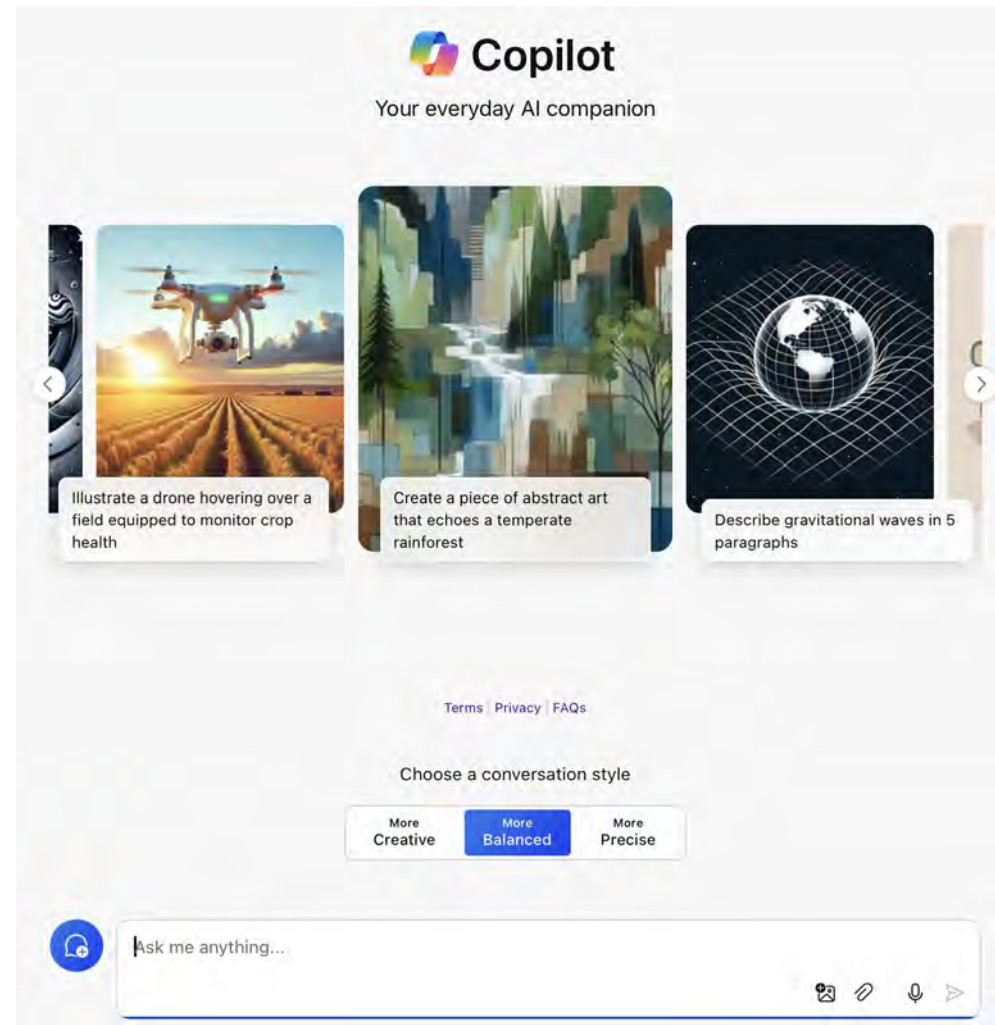 Copilot
Your everyday AI companion
Illustrate a drone hovering over a
field equipped to monitor crop
health
Create a piece of abstract art
that echoes a temperate
rainforest
Describe gravitational waves in 5
paragraphs
Terms | Privacy | FAQs
Choose a conversation style
More
Creative
More
Balanced
More
Precise
Ask me anything...